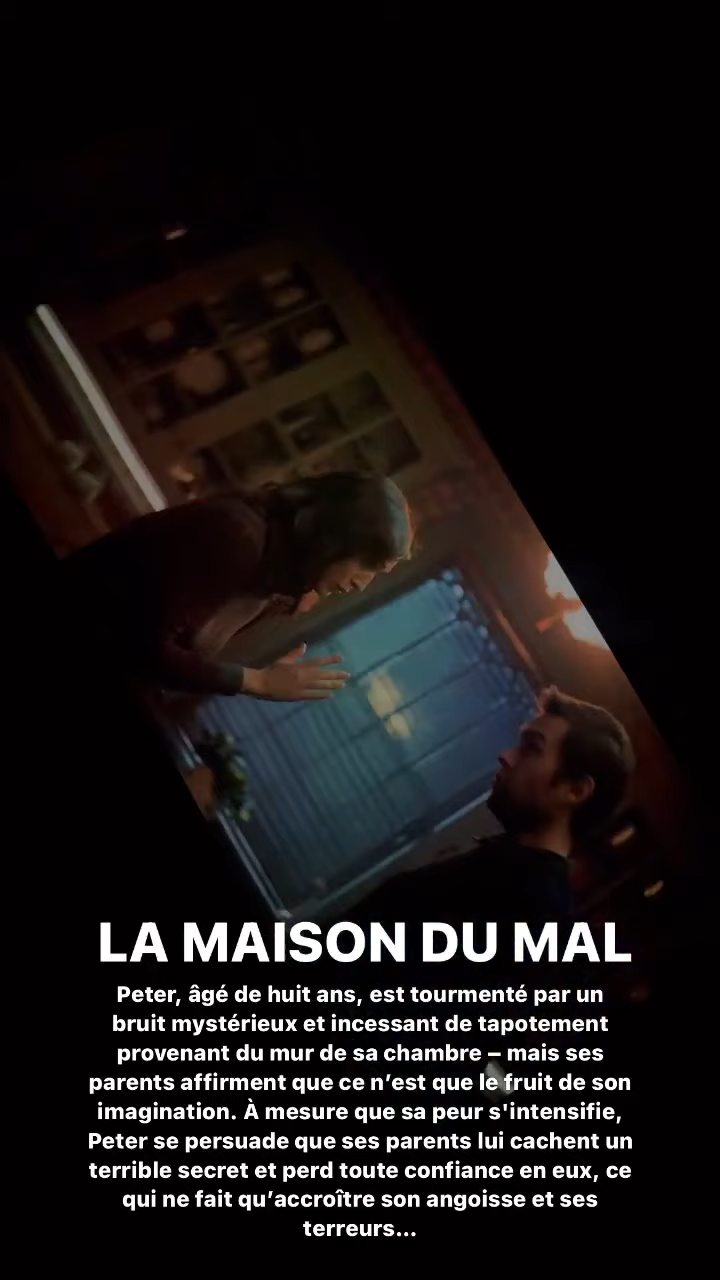 LA MAISON DU MAL
Peter, âgé de huit ans, est tourmenté par un
bruit mystérieux et incessant de tapotement
provenant du mur de sa chambre – mais ses
parents affirment que ce n’est que le fruit de son
imagination. À mesure que sa peur s'intensifie,
Peter se persuade que ses parents lui cachent un
terrible secret et perd toute confiance en eux, ce
qui ne fait qu’accroître son angoisse et ses
terreurs...